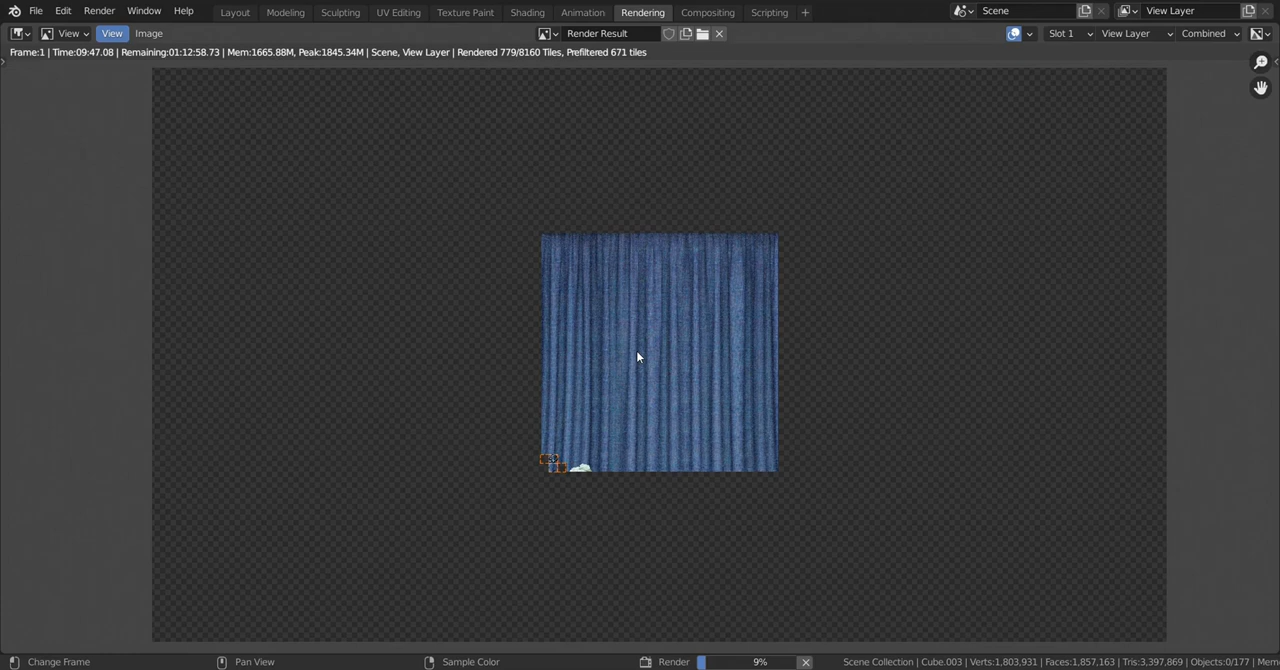 File Edit Render Window Help Layout Modeling Sculpting UV Editing Texture Paint Shading Animation Rendering Compositing Scripting + Scene View Layer
View View Image Render Result Slot 1 View Layer Combined
Frame:1 | Time:09:47.08 | Remaining:01:12:58.73 | Mem:1665.88M, Peak:1845.34M | Scene, View Layer | Rendered 779/8160 Tiles, Prefiltered 671 tiles
Change Frame Pan View Sample Color Render 9% Scene Collection | Cube.003 | Verts:1,803,931 | Faces:1,857,163 | Tris:3,397,869 | Objects:0/177 | Mem